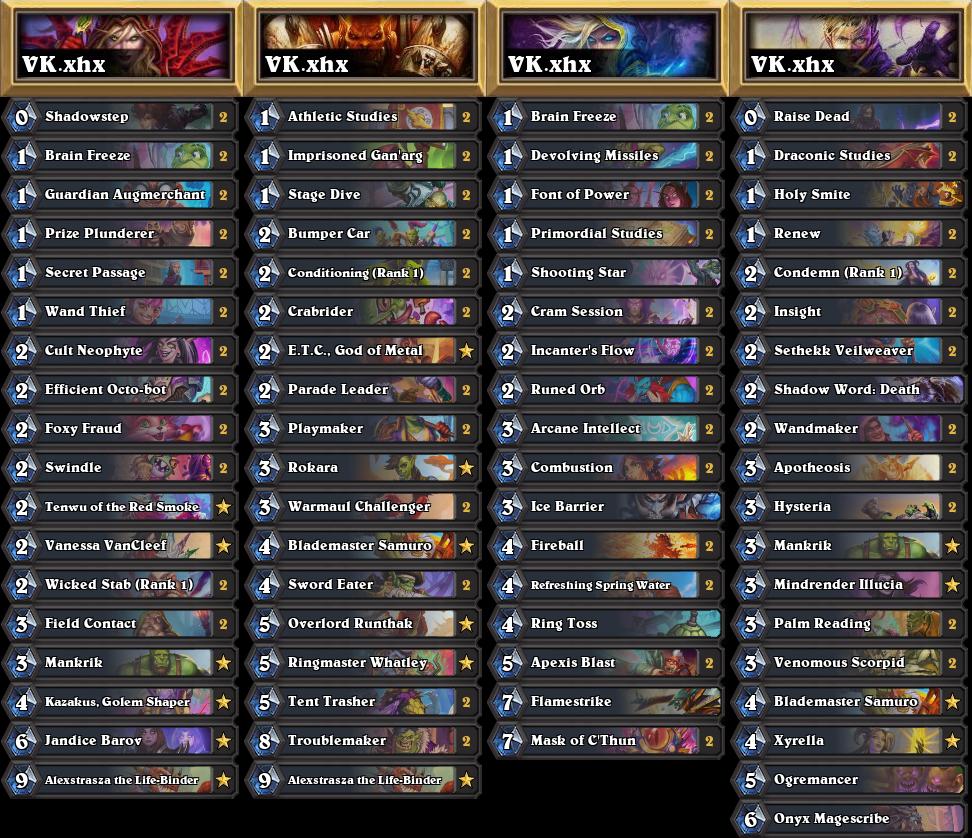 VK.xhx
0 Shadowstep 2
1 Brain Freeze 2
1 Guardian Augmerchant 2
1 Prize Plunderer 2
1 Secret Passage 2
1 Wand Thief 2
2 Cult Neophyte 2
2 Efficient Octo-bot 2
2 Foxy Fraud 2
2 Swindle 2
2 Tenwu of the Red Smoke
2 Vanessa VanCleef
2 Wicked Stab (Rank 1) 2
3 Field Contact 2
3 Mankrik
4 Kazakus, Golem Shaper
6 Jandice Barov
9 Alexstrasza the Life-Binder
VK.xhx
1 Athletic Studies 2
1 Imprisoned Gan'arg 2
1 Stage Dive 2
2 Bumper Car 2
2 Conditioning (Rank 1) 2
2 Crabrider 2
2 E.T.C., God of Metal
2 Parade Leader 2
3 Playmaker 2
3 Rokara
3 Warmaul Challenger 2
4 Blademaster Samuro
4 Sword Eater 2
5 Overlord Runthak
5 Ringmaster Whatley
5 Tent Trasher 2
8 Troublemaker 2
9 Alexstrasza the Life-Binder
VK.xhx
1 Brain Freeze 2
1 Devolving Missiles 2
1 Font of Power 2
1 Primordial Studies 2
1 Shooting Star
2 Cram Session 2
2 Incanter's Flow 2
2 Runed Orb 2
3 Arcane Intellect 2
3 Combustion 2
3 Ice Barrier
4 Fireball 2
4 Refreshing Spring Water 2
4 Ring Toss
5 Apexis Blast 2
7 Flamestrike
7 Mask of C'Thun 2
VK.xhx
0 Raise Dead 2
1 Draconic Studies 2
1 Holy Smite 2
1 Renew 2
2 Condemn (Rank 1) 2
2 Insight 2
2 Sethekk Veilweaver 2
2 Shadow Word: Death
2 Wandmaker 2
3 Apotheosis 2
3 Hysteria 2
3 Mankrik
3 Mindrender Illucia
3 Palm Reading 2
3 Venomous Scorpid 2
4 Blademaster Samuro
4 Xyrella
5 Ogremancer
6 Onyx Magescribe